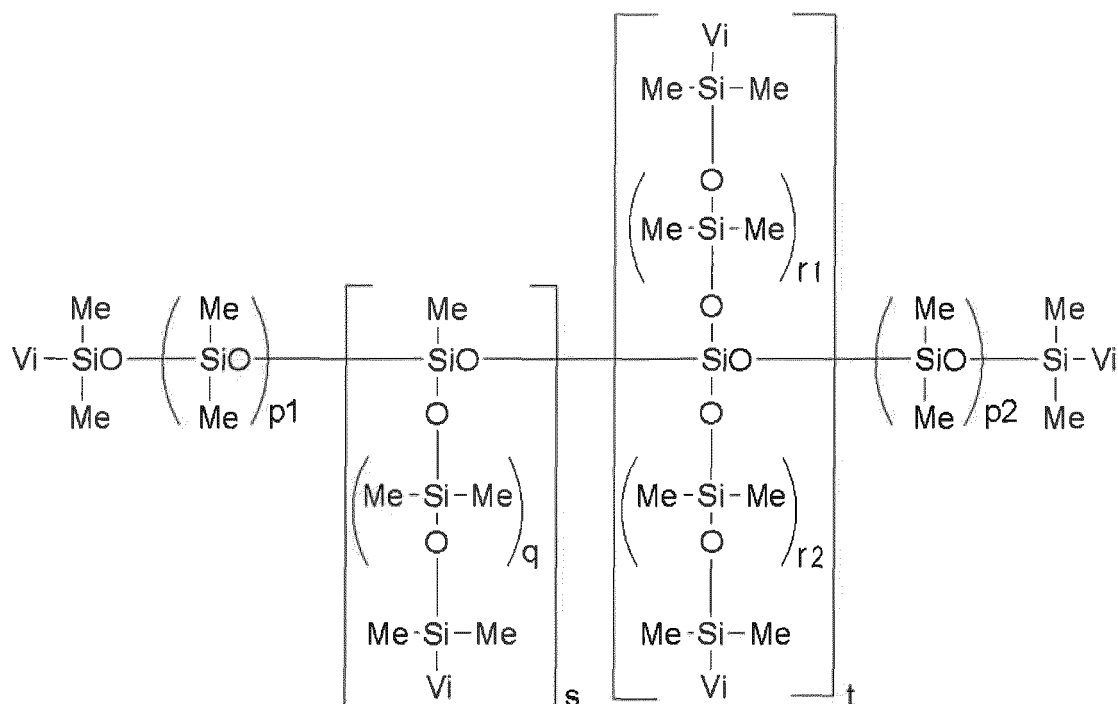 Vi
Me-Si-Me
O
Me-Si-Me
r1
O
Me Me Me Me Me
Vi SiO SiO SiO SiO SiO Si Vi
Me Me p1 O O Me p2 Me
Me-Si-Me Me-Si-Me
O q O r2
Me-Si-Me Me-Si-Me
Vi Vi
s t